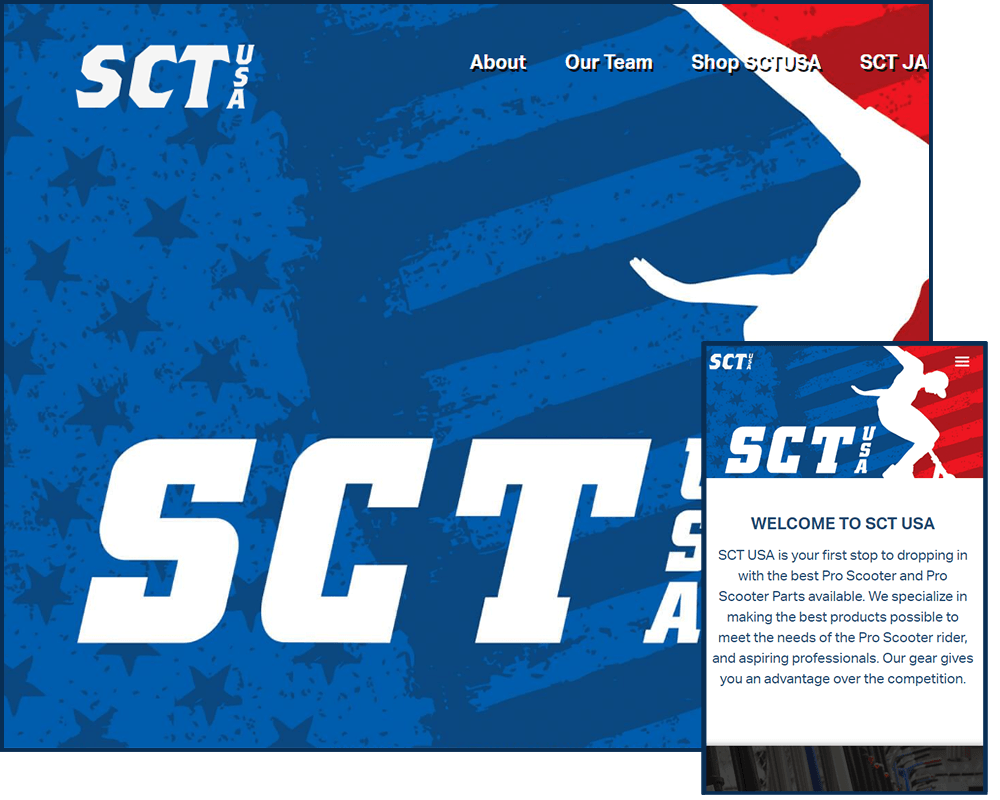 SCT USA
About Our Team Shop SCTUSA SCT JA
SCT USA
SCT USA
SCT USA
WELCOME TO SCT USA
SCT USA is your first stop to dropping in
with the best Pro Scooter and Pro
Scooter Parts available. We specialize in
making the best products possible to
meet the needs of the Pro Scooter rider,
and aspiring professionals. Our gear gives
you an advantage over the competition.